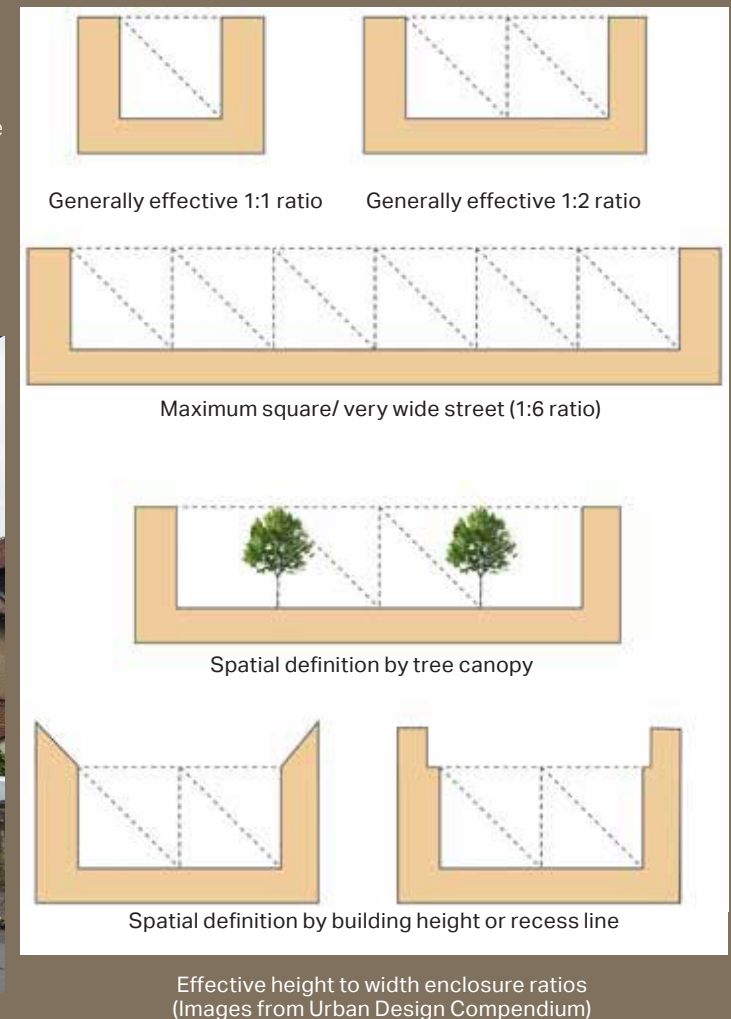 Generally effective 1:1 ratio
Generally effective 1:2 ratio
Maximum square/ very wide street (1:6 ratio)
Spatial definition by tree canopy
Spatial definition by building height or recess line
Effective height to width enclosure ratios
(Images from Urban Design Compendium)